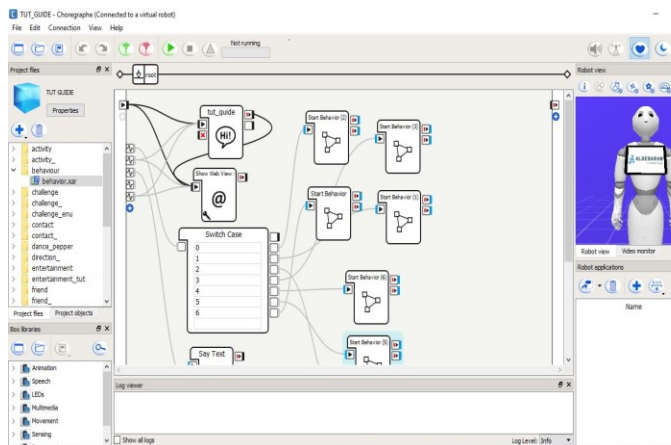 TUT_GUIDE - Choregraphe (Connected to a virtual robot)
File Edit Connection View Help
Not running
Project files
root
Robot view
TUT GUIDE
Properties
activity
activity_
behaviour
behavior.xar
challenge
challenge_
challenge_enu
contact
contact_
dance_pepper
direction_
entertainment
entertainment_tut
friend
friend_
Project files Project objects
Box libraries
Animation
Speech
LEDs
Multimedia
Movement
Sensing
tut_guide
Hi!
Show Web View
@
Switch Case
0
1
2
3
4
5
6
Say Text
Start Behavior (2)
Start Behavior (3)
Start Behavior
Start Behavior (1)
Start Behavior (6)
Start Behavior (5)
ALDEBARAN
Robot view Video monitor
Robot applications
Name
Log viewer
Show all logs
Log Level: Info